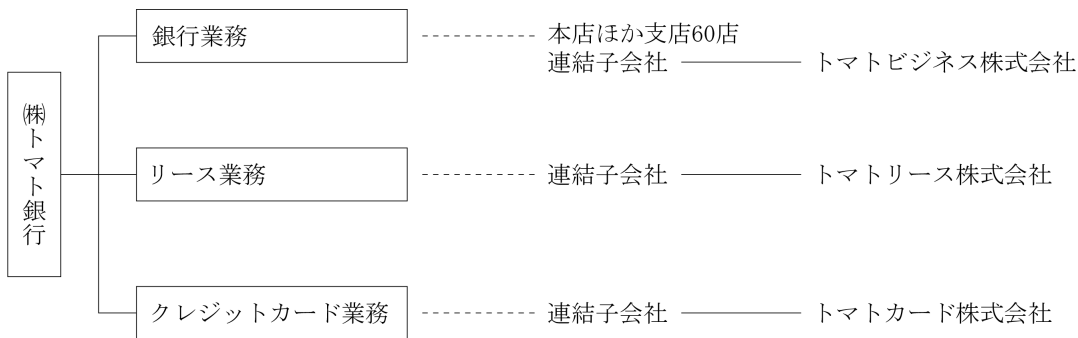 ㈱トマト銀行
銀行業務
本店ほか支店60店
連結子会社
トマトビジネス株式会社
リース業務
連結子会社
トマトリース株式会社
クレジットカード業務
連結子会社
トマトカード株式会社